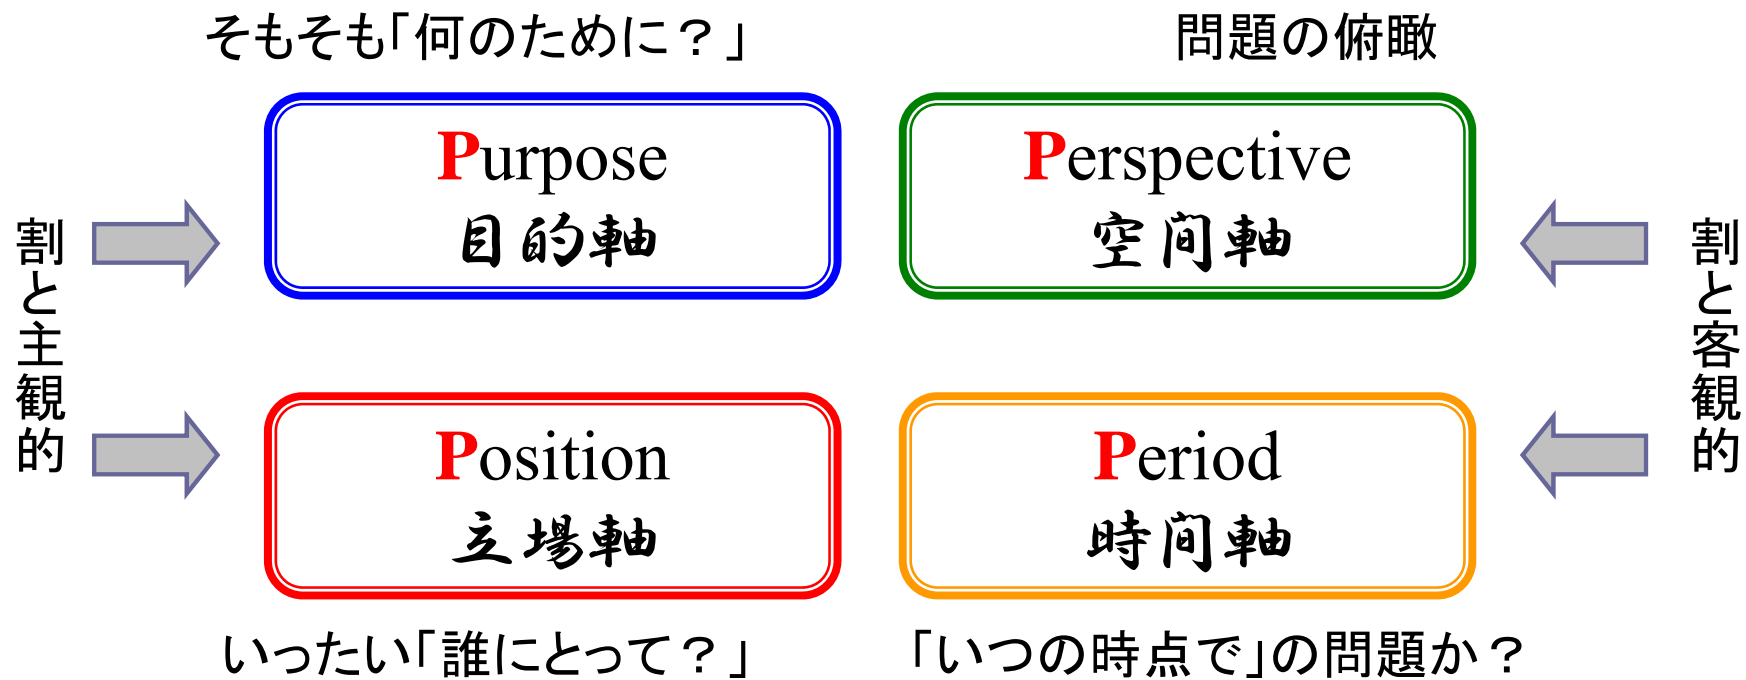 そもそも「何のために？」
問題の俯瞰
Purpose
目的軸
Perspective
空间軸
割と主観的
割と客観的
Position
立場軸
Period
時间軸
いったい「誰にとって？」
「いつの時点で」の問題か？